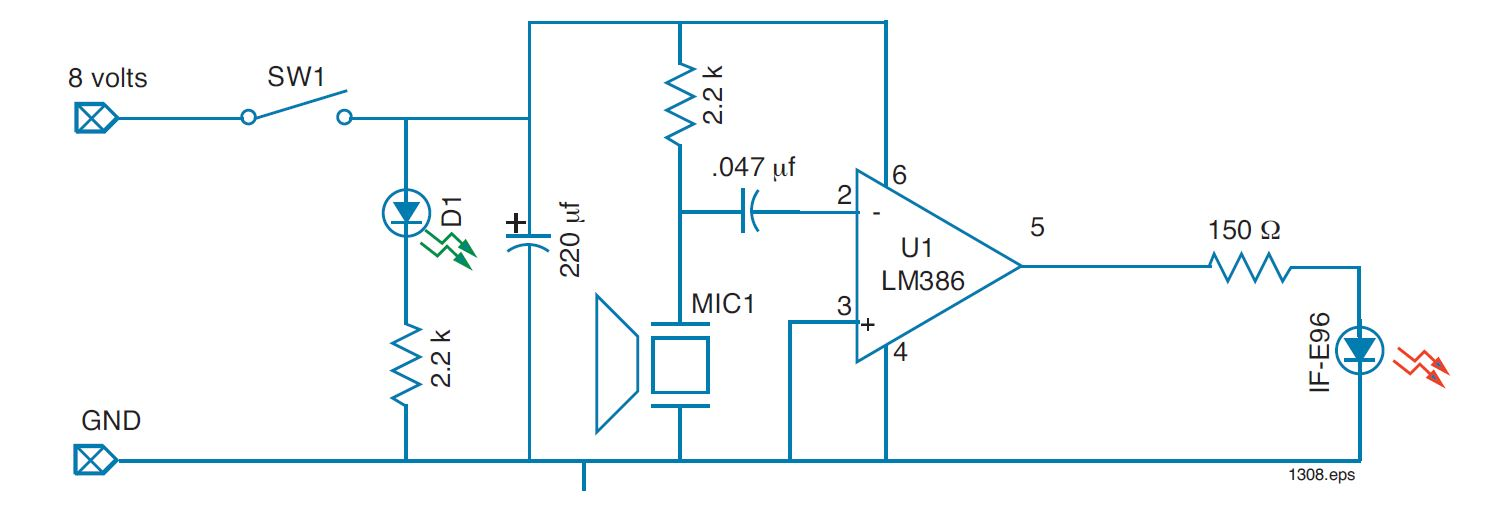 8 volts
SW1
D1
2.2 k
GND
+
220 μf
2.2 k
.047 μf
MIC1
2
-
6
U1
LM386
3
+
4
5
150 Ω
IF-E96
1308.eps